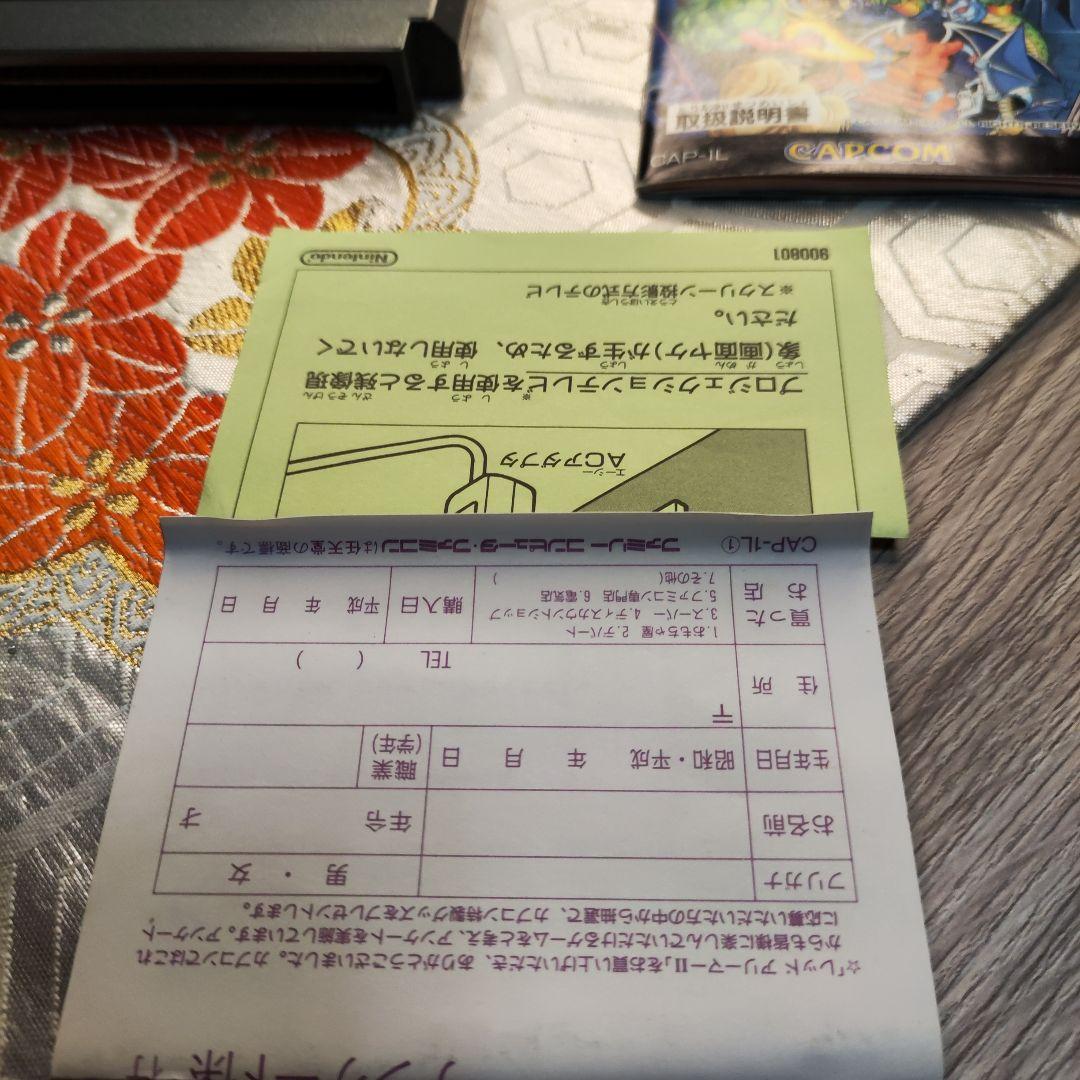 取扱説明書
CAP-1L
CAPCOM
プロジェクションテレビ※を使用すると残像現
象(画面ヤケ)が生ずるため、使用しないでく
ださい。
※スクリーン投影方式のテレビ
Nintendo
900801
ACアダプタ
エーシー
☆「レッド アリーマーII」をお買い上げいただき、ありがとうございました。カプコンではこれ
からも皆様に楽しんでいただけるゲームをと考え、アンケートを実施しています。アンケート
に応募いただいた方の中から抽選で、カプコン特製グッズをプレゼントします。
フリガナ
男・女
お名前
年令
才
生年月日
昭和・平成 年 月 日
職業
(学年)
住所
〒
TEL ( )
買った
お店
1.おもちゃ屋 2.デパート
3.スーパー 4.ディスカウントショップ
5.ファミコン専門店 6.電気店
7.その他( )
購入日
平成 年 月 日
CAP-1L①
ファミリーコンピュータ・ファミコンは任天堂の商標です。